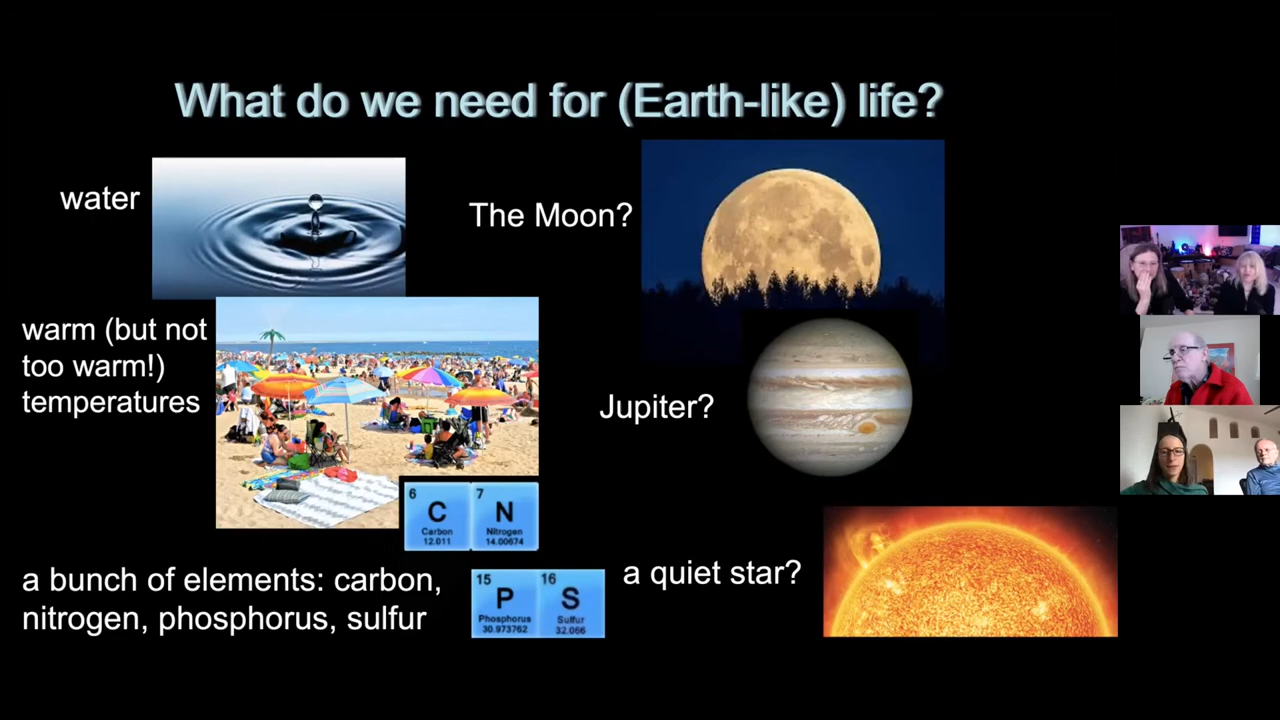 What do we need for (Earth-like) life?
water
The Moon?
warm (but not
too warm!)
temperatures
Jupiter?
6
C
Carbon
12.011
7
N
Nitrogen
14.00674
a bunch of elements: carbon,
nitrogen, phosphorus, sulfur
15
P
Phosphorus
30.973762
16
S
Sulfur
32.066
a quiet star?